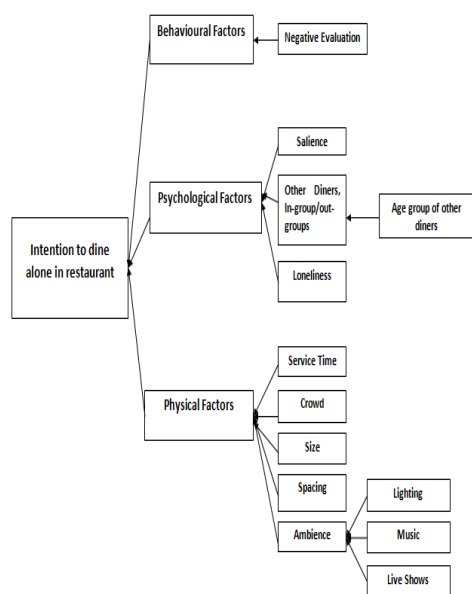 Behavioural Factors
Negative Evaluation
Salience
Psychological Factors
Other Diners,
In-group/out-
groups
Age group of other
diners
Intention to dine
alone in restaurant
Loneliness
Service Time
Physical Factors
Crowd
Size
Spacing
Lighting
Ambience
Music
Live Shows